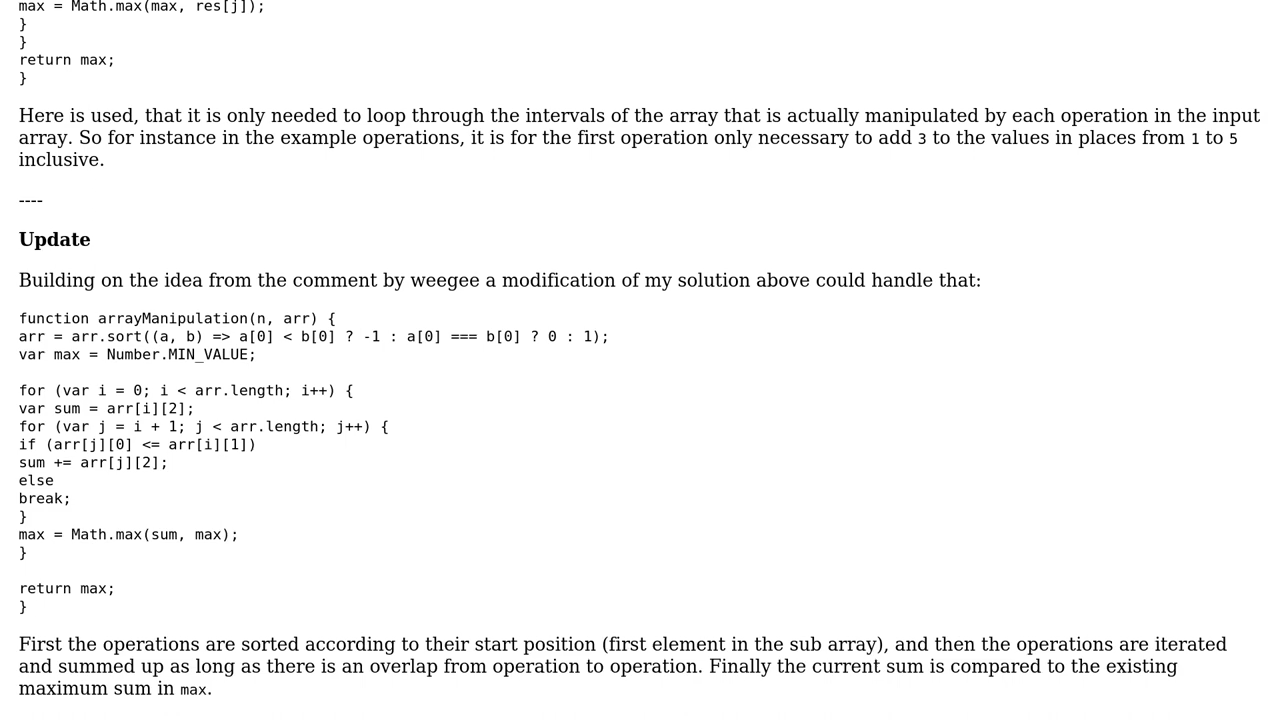 max = Math.max(max, res[j]);
}
}
return max;
}
Here is used, that it is only needed to loop through the intervals of the array that is actually manipulated by each operation in the input
array. So for instance in the example operations, it is for the first operation only necessary to add 3 to the values in places from 1 to 5
inclusive.
----
Update
Building on the idea from the comment by weegee a modification of my solution above could handle that:
function arrayManipulation(n, arr) {
arr = arr.sort((a, b) => a[0] < b[0] ? -1 : a[0] === b[0] ? 0 : 1);
var max = Number.MIN_VALUE;
for (var i = 0; i < arr.length; i++) {
var sum = arr[i][2];
for (var j = i + 1; j < arr.length; j++) {
if (arr[j][0] <= arr[i][1])
sum += arr[j][2];
else
break;
}
max = Math.max(sum, max);
}
return max;
}
First the operations are sorted according to their start position (first element in the sub array), and then the operations are iterated
and summed up as long as there is an overlap from operation to operation. Finally the current sum is compared to the existing
maximum sum in max.